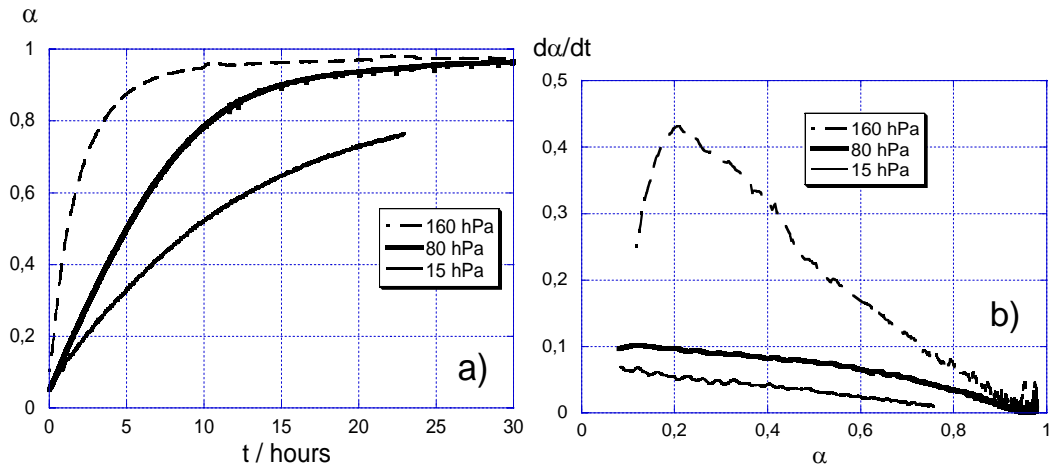 α
1
0,8
0,6
0,4
0,2
0
0 5 10 15 20 25 30
t / hours
160 hPa
80 hPa
15 hPa
a)
dα/dt
0,5
0,4
0,3
0,2
0,1
0
0 0,2 0,4 0,6 0,8 1
α
160 hPa
80 hPa
15 hPa
b)